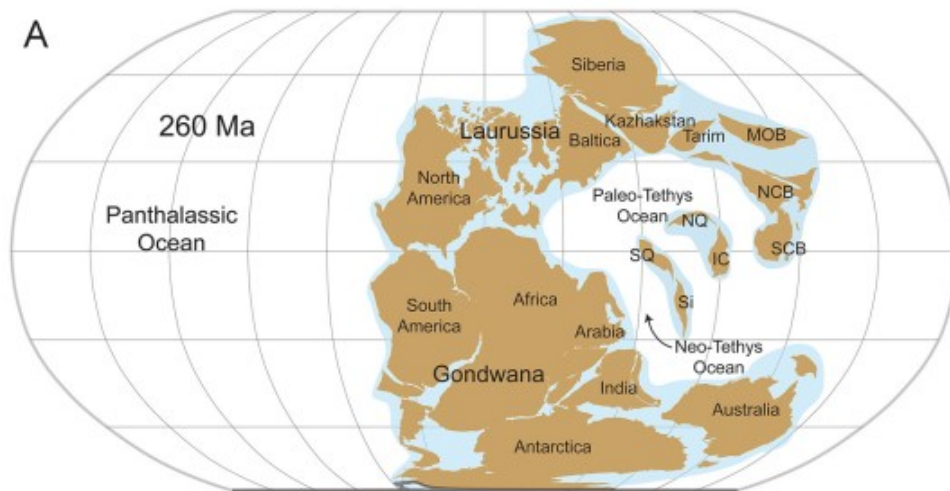 A
Siberia
260 Ma
Laurussia
Kazhakstan
Baltica
Tarim
MOB
North
America
NCB
Paleo-Tethys
Ocean
NQ
Panthalassic
Ocean
SQ
IC
SCB
South
America
Africa
Si
Arabia
Neo-Tethys
Ocean
Gondwana
India
Australia
Antarctica